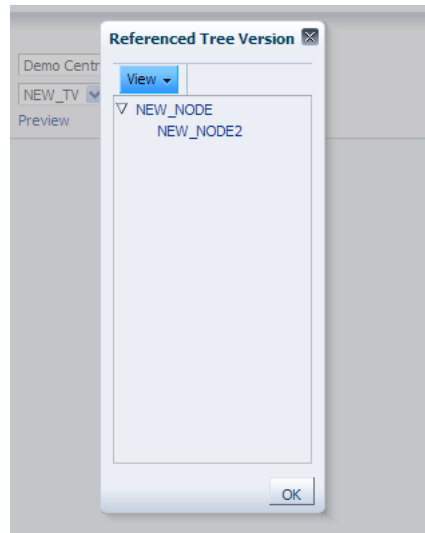 Referenced Tree Version
Demo Centr
View
NEW_TV
NEW_NODE
Preview
NEW_NODE2
OK